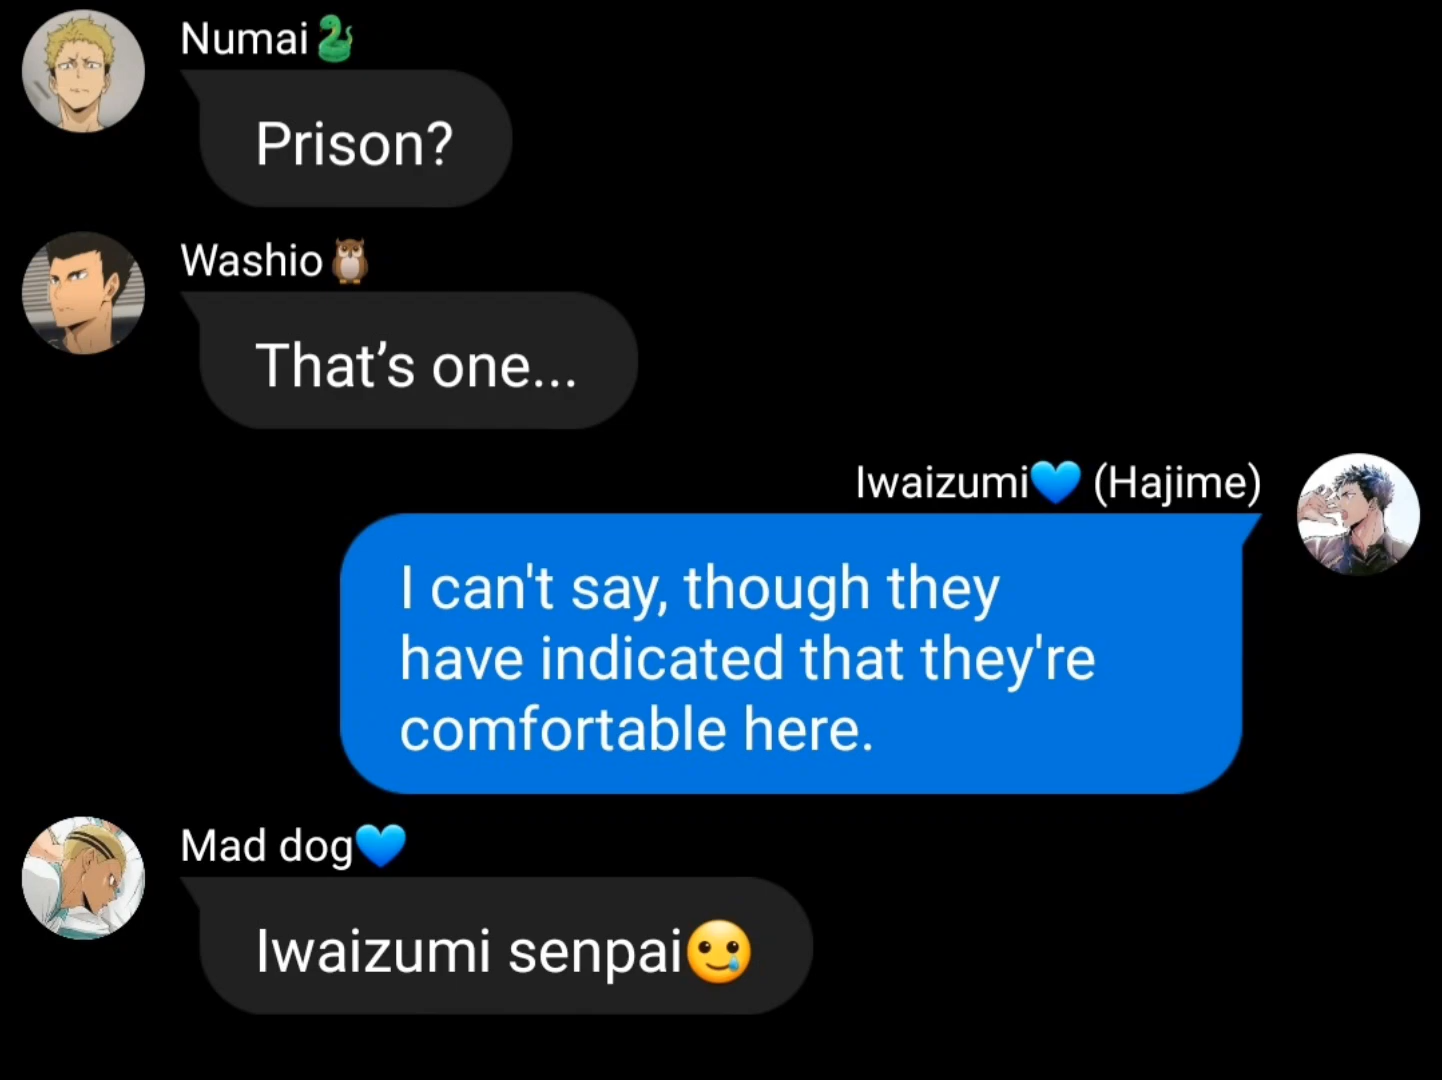 Numai🐍
Prison?
Washio🦉
That’s one...
Iwaizumi💙 (Hajime)
I can't say, though they
have indicated that they're
comfortable here.
Mad dog💙
Iwaizumi senpai🥲